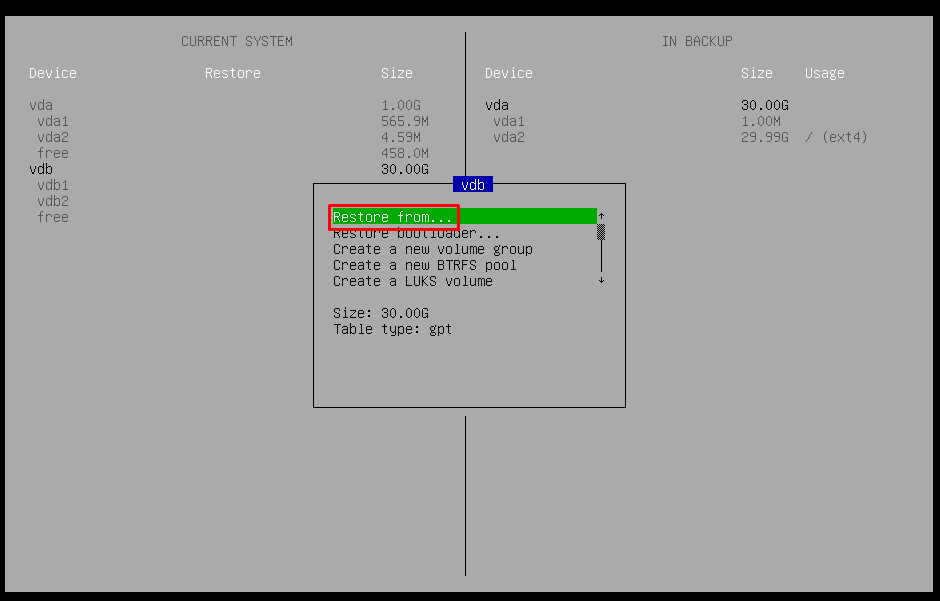 CURRENT SYSTEM IN BACKUP
Device Restore Size Device Size Usage
vda 1.00G vda 30.00G
vda1 565.9M vda1 1.00M
vda2 4.59M vda2 29.99G / (ext4)
free 458.0M
vdb 30.00G
vdb1
vdb2
free
vdb
Restore from...
Restore bootloader...
Create a new volume group
Create a new BTRFS pool
Create a LUKS volume
Size: 30.00G
Table type: gpt